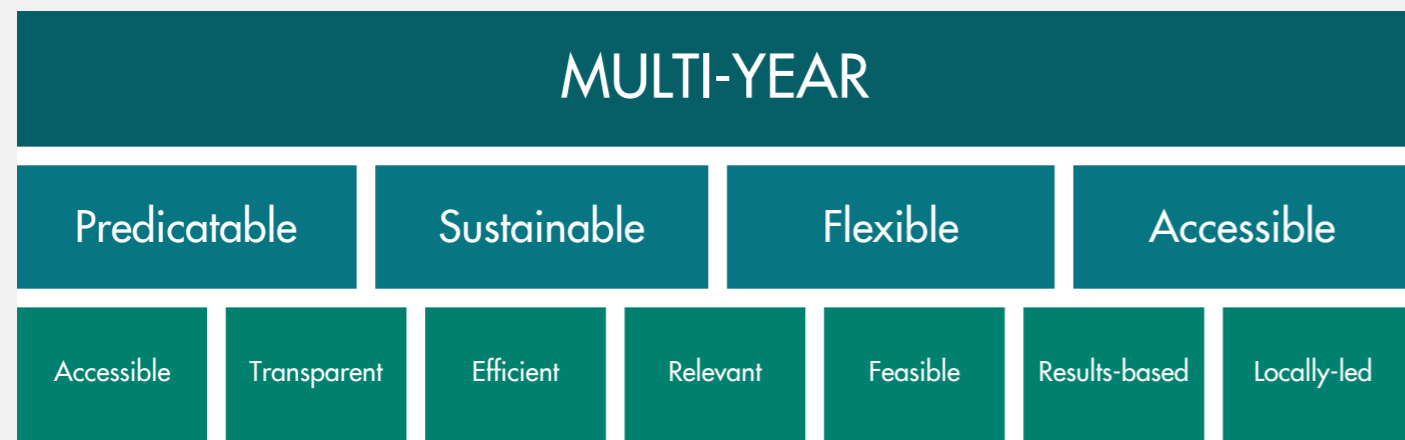 MULTI-YEAR
Predicatable Sustainable Flexible Accessible
Accessible Transparent Efficient Relevant Feasible Results-based Locally-led